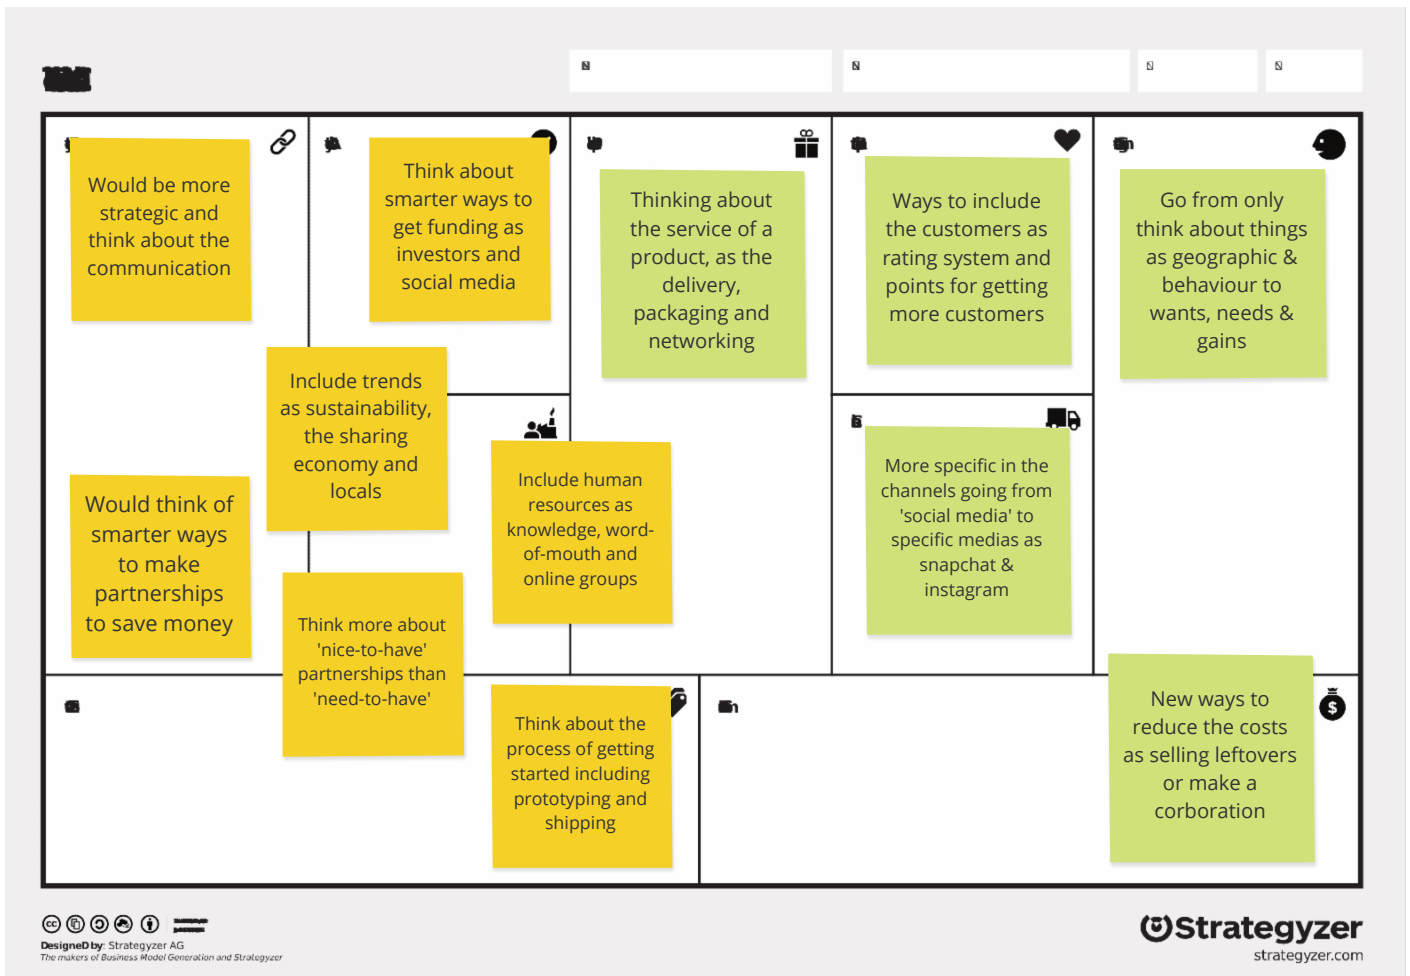 Would be more
strategic and
think about the
communication
Think about
smarter ways to
get funding as
investors and
social media
Thinking about
the service of a
product, as the
delivery,
packaging and
networking
Ways to include
the customers as
rating system and
points for getting
more customers
Go from only
think about things
as geographic &
behaviour to
wants, needs &
gains
Include trends
as sustainability,
the sharing
economy and
locals
Would think of
smarter ways
to make
partnerships
to save money
Include human
resources as
knowledge, word-
of-mouth and
online groups
More specific in the
channels going from
'social media' to
specific medias as
snapchat &
instagram
Think more about
'nice-to-have'
partnerships than
'need-to-have'
Think about the
process of getting
started including
prototyping and
shipping
New ways to
reduce the costs
as selling leftovers
or make a
corboration
$
cc
DesigneD by: Strategyzer AG
The makers of Business Model Generation and Strategyzer
Strategyzer
strategyzer.com